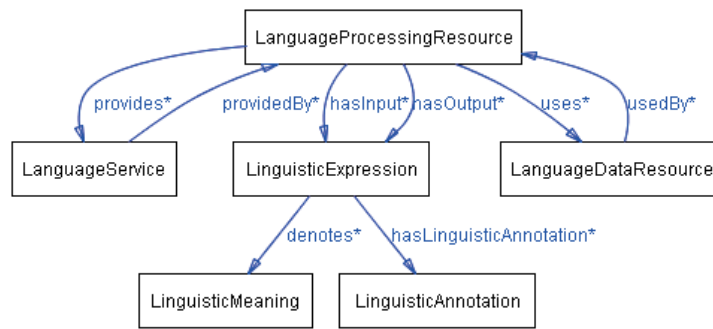 LanguageProcessingResource
provides* providedBy* hasInput* hasOutput* uses* usedBy*
LanguageService LinguisticExpression LanguageDataResource
denotes* hasLinguisticAnnotation*
LinguisticMeaning LinguisticAnnotation